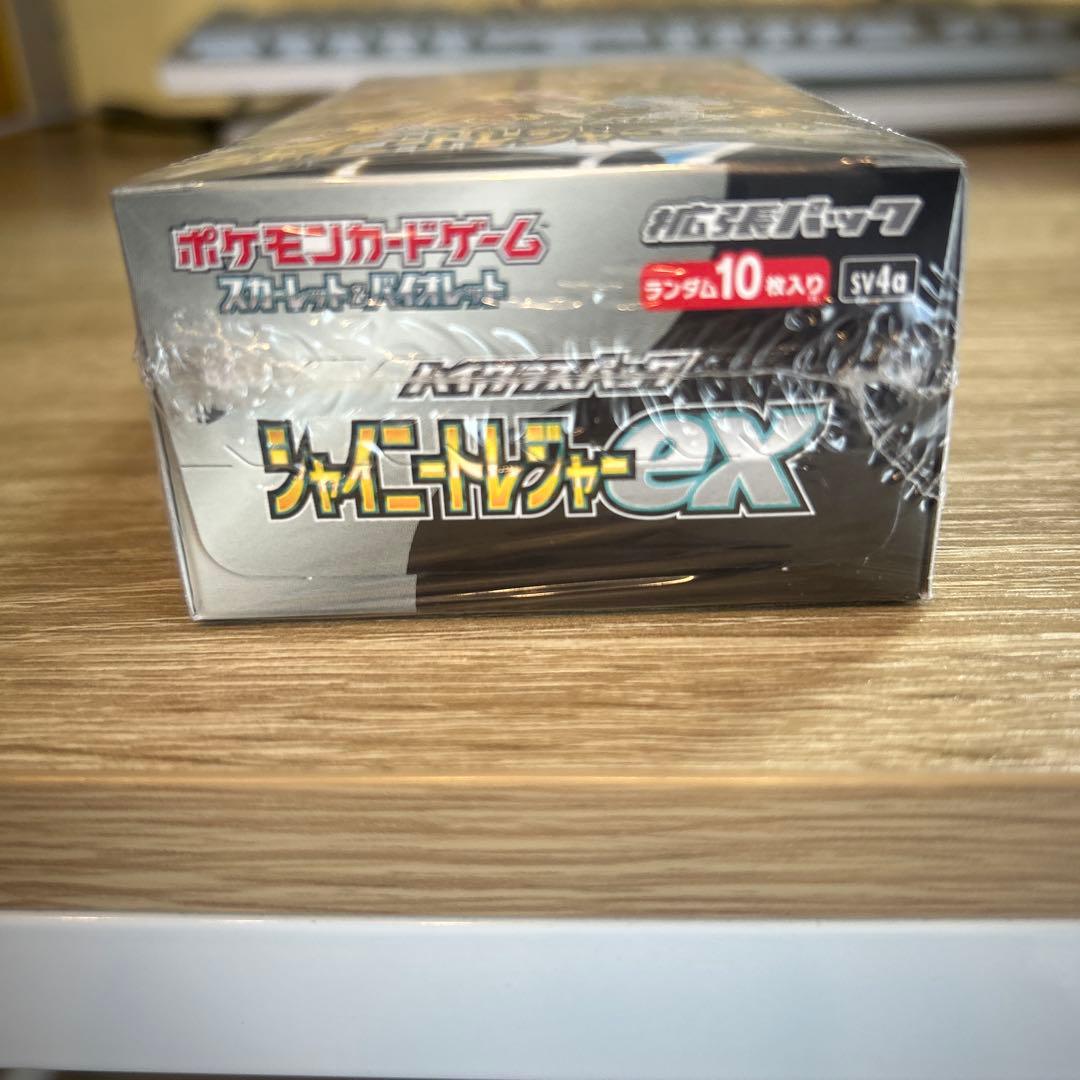 ポケモンカードゲーム
スカーレット&バイオレット
拡張パック
ランダム10枚入り
sv4a
ハイクラスパック
シャイニートレジャーex